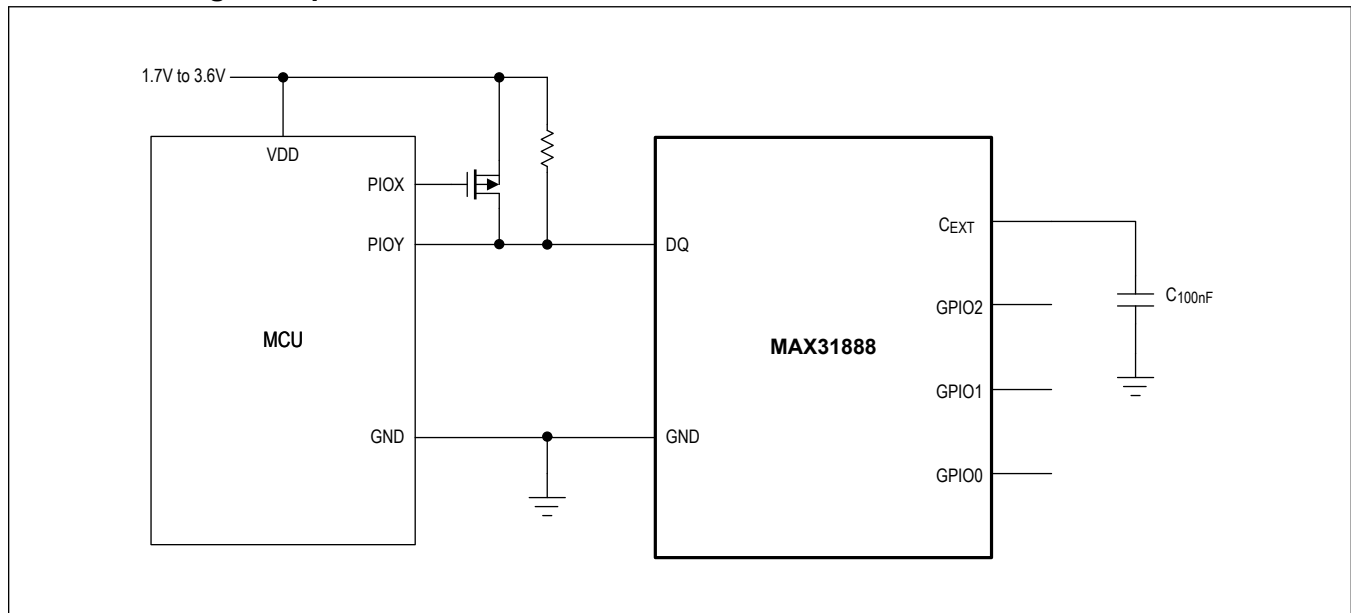 1.7V to 3.6V
VDD
PIOX
PIOY
MCU
GND
DQ
GND
MAX31888
CEXT
GPIO2
GPIO1
GPIO0
C100nF